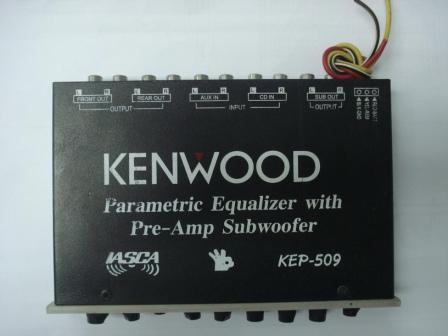 L R L R L R L R L R
FRONT OUT REAR OUT AUX IN CD IN SUB OUT
OUTPUT INPUT OUTPUT
KENWOOD
Parametric Equalizer with
Pre-Amp Subwoofer
IASCA KEP-509